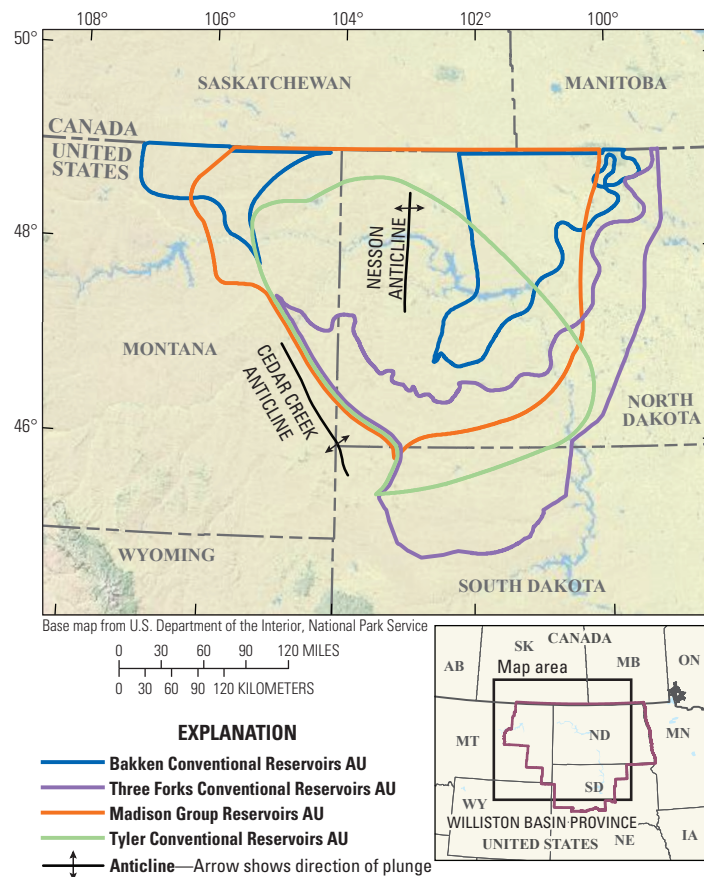 108°
106°
104°
102°
100°
50°
SASKATCHEWAN
MANITOBA
CANADA
UNITED
STATES
48°
NESSON
ANTICLINE
MONTANA
CEDAR CREEK
ANTICLINE
NORTH
DAKOTA
46°
WYOMING
SOUTH DAKOTA
Base map from U.S. Department of the Interior, National Park Service
0 30 60 90 120 MILES
0 30 60 90 120 KILOMETERS
EXPLANATION
Bakken Conventional Reservoirs AU
Three Forks Conventional Reservoirs AU
Madison Group Reservoirs AU
Tyler Conventional Reservoirs AU
Anticline—Arrow shows direction of plunge
CANADA
SK
AB
Map area
MB
ON
MT
ND
MN
SD
WY
WILLISTON BASIN PROVINCE
UNITED STATES
NE
IA